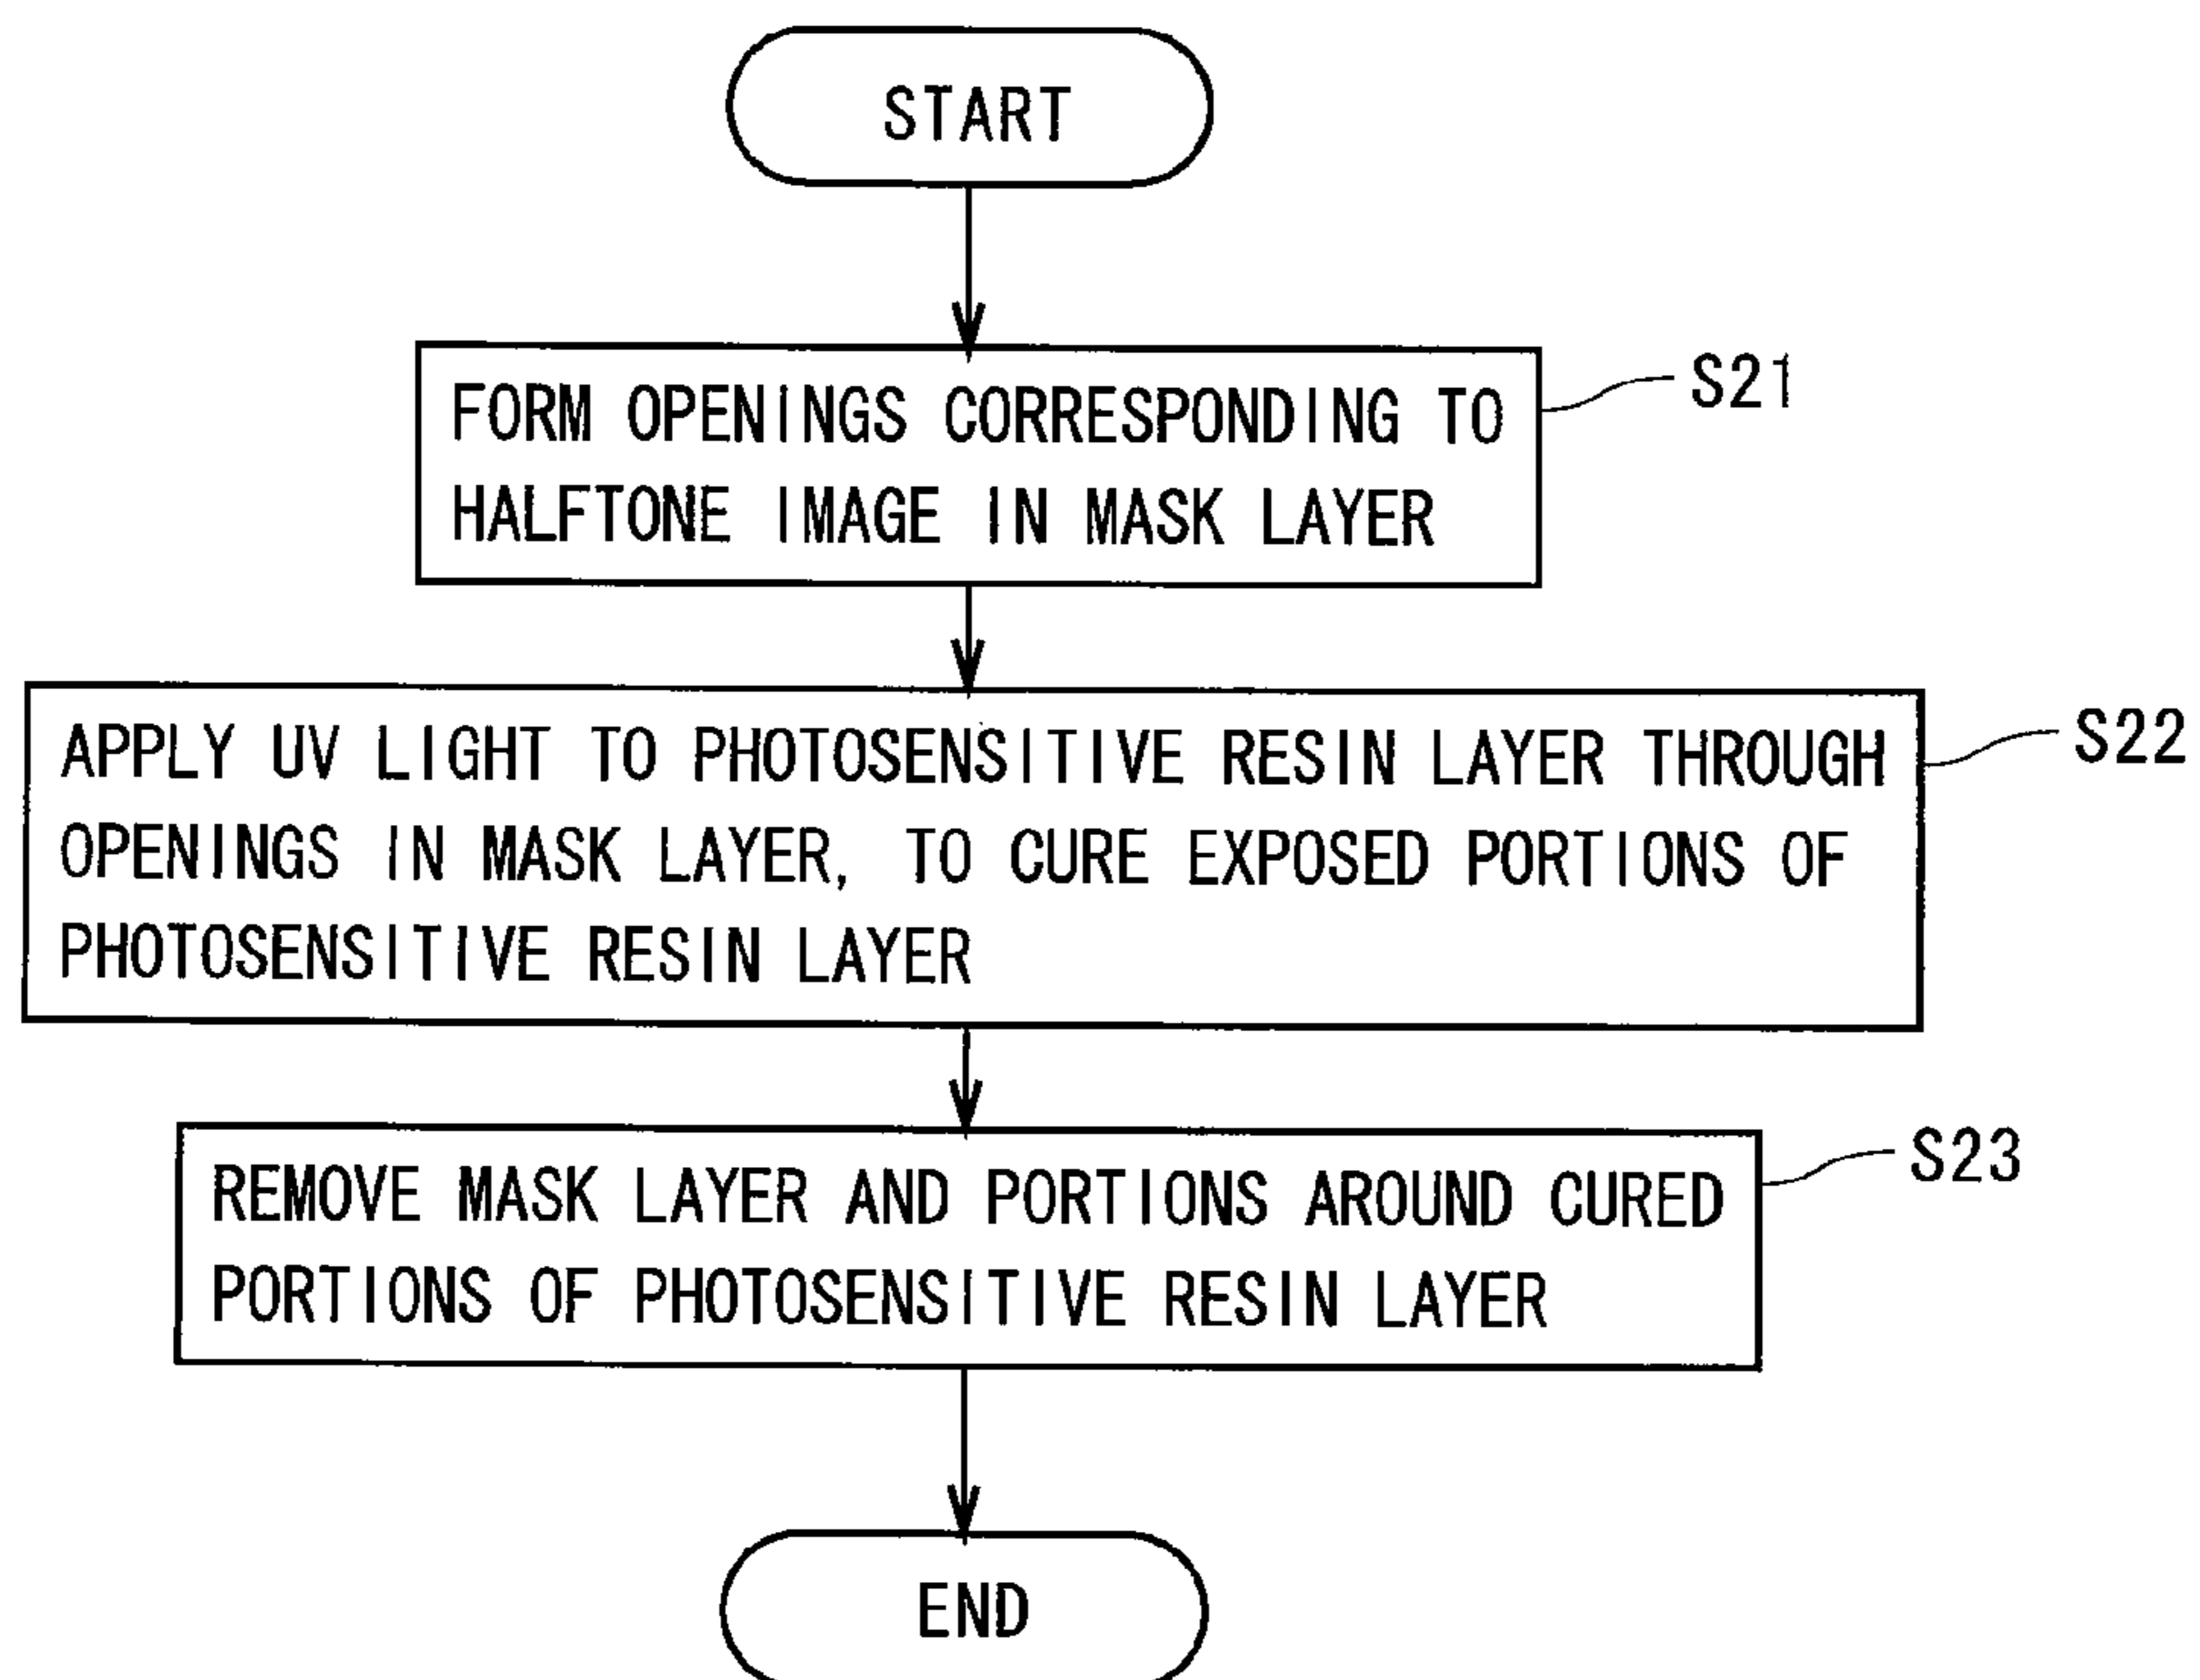 START
FORM OPENINGS CORRESPONDING TO
HALFTONE IMAGE IN MASK LAYER
S21
APPLY UV LIGHT TO PHOTOSENSITIVE RESIN LAYER THROUGH
OPENINGS IN MASK LAYER, TO CURE EXPOSED PORTIONS OF
PHOTOSENSITIVE RESIN LAYER
S22
REMOVE MASK LAYER AND PORTIONS AROUND CURED
PORTIONS OF PHOTOSENSITIVE RESIN LAYER
S23
END